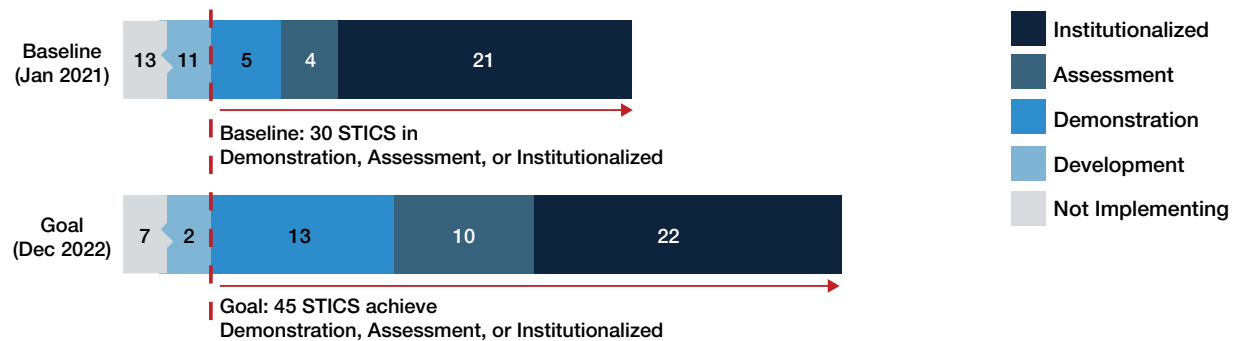 Baseline
(Jan 2021)
13
11
5
4
21
Baseline: 30 STICS in
Demonstration, Assessment, or Institutionalized
Goal
(Dec 2022)
7
2
13
10
22
Goal: 45 STICS achieve
Demonstration, Assessment, or Institutionalized
Institutionalized
Assessment
Demonstration
Development
Not Implementing